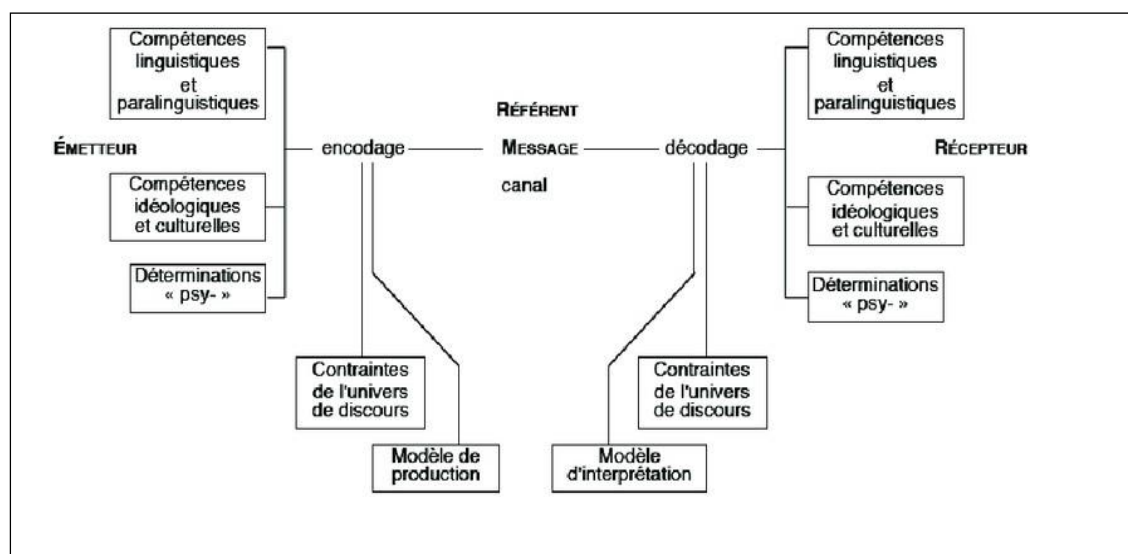 Compétences
linguistiques
et
paralinguistiques
ÉMETTEUR
Compétences
idéologiques
et culturelles
Déterminations
« psy- »
encodage
RÉFÉRENT
MESSAGE
canal
décodage
Compétences
linguistiques
et
paralinguistiques
RÉCEPTEUR
Compétences
idéologiques
et culturelles
Déterminations
« psy- »
Contraintes
de l'univers
de discours
Modèle de
production
Contraintes
de l'univers
de discours
Modèle
d'interprétation